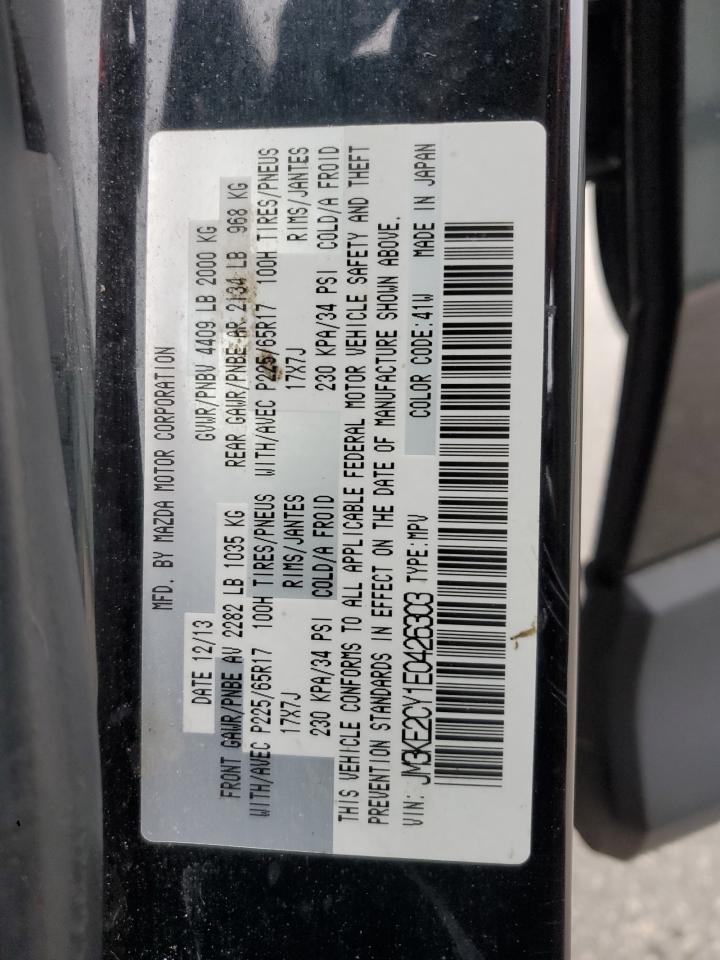 MFD. BY MAZDA MOTOR CORPORATION
DATE 12/13 GVWR/PNBV 4409 LB 2000 KG
FRONT GAWR/PNBE AV 2282 LB 1035 KG REAR GAWR/PNBE AR 2134 LB 968 KG
WITH/AVEC P225/65R17 100H TIRES/PNEUS WITH/AVEC P225/65R17 100H TIRES/PNEUS
17X7J RIMS/JANTES 17X7J RIMS/JANTES
230 KPA/34 PSI COLD/A FROID 230 KPA/34 PSI COLD/A FROID
THIS VEHICLE CONFORMS TO ALL APPLICABLE FEDERAL MOTOR VEHICLE SAFETY AND THEFT
PREVENTION STANDARDS IN EFFECT ON THE DATE OF MANUFACTURE SHOWN ABOVE.
VIN: JM3KE2CY1E0426303 TYPE:MPV COLOR CODE:41W MADE IN JAPAN